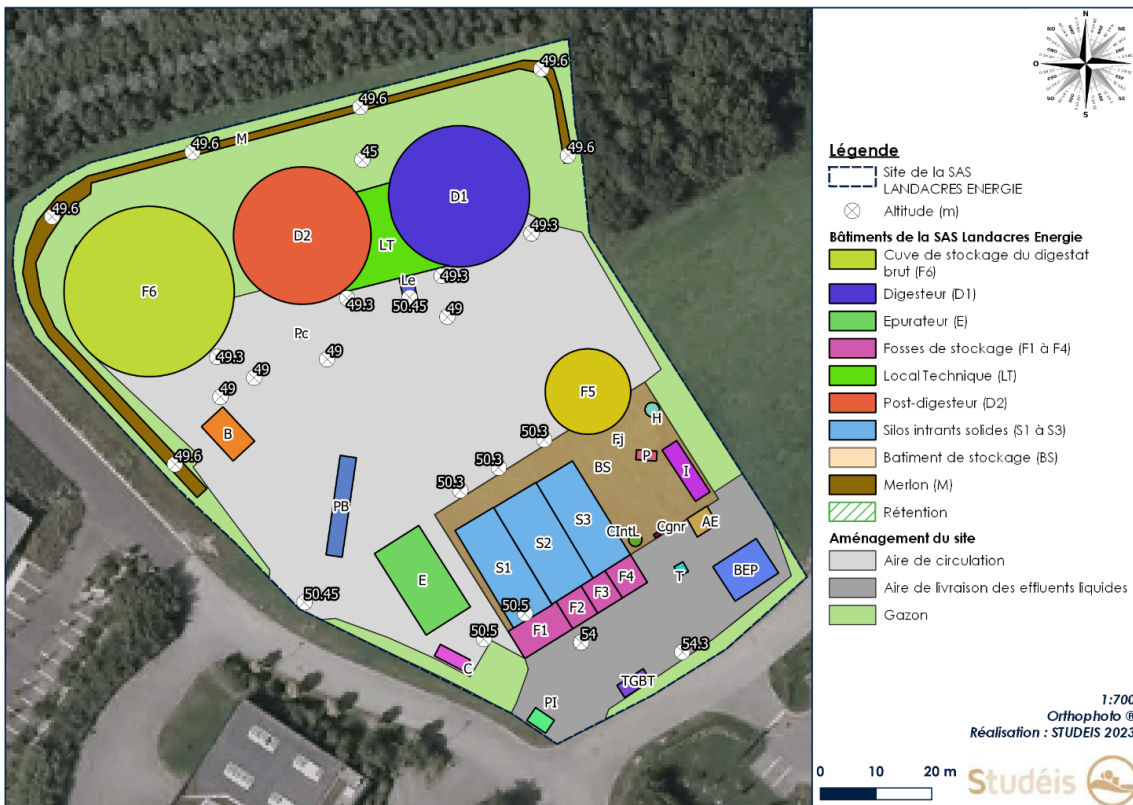 49.6
49.6
M
49.6
45
49.6
49.6
D1
D2
LT
49.3
49.3
Le
F6
49.3
50.45
49
Pc
49.3
49
49
49
F5
H
B
50.3
Fj
P
49.6
50.3
BS
I
50.3
PB
S3
AE
S2
CIntL
Cgnr
S1
T
BEP
E
F4
F3
50.45
50.5
F2
F1
50.5
54
54.3
C
TGBT
PI
N
NO
NE
O
E
SO
SE
S
Légende
Site de la SAS
LANDACRES ENERGIE
Altitude (m)
Bâtiments de la SAS Landacres Energie
Cuve de stockage du digestat
brut (F6)
Digesteur (D1)
Epurateur (E)
Fosses de stockage (F1 à F4)
Local Technique (LT)
Post-digesteur (D2)
Silos intrants solides (S1 à S3)
Batiment de stockage (BS)
Merlon (M)
Rétention
Aménagement du site
Aire de circulation
Aire de livraison des effluents liquides
Gazon
1:700
Orthophoto ®
Réalisation : STUDEIS 2023
0 10 20 m
Studéis